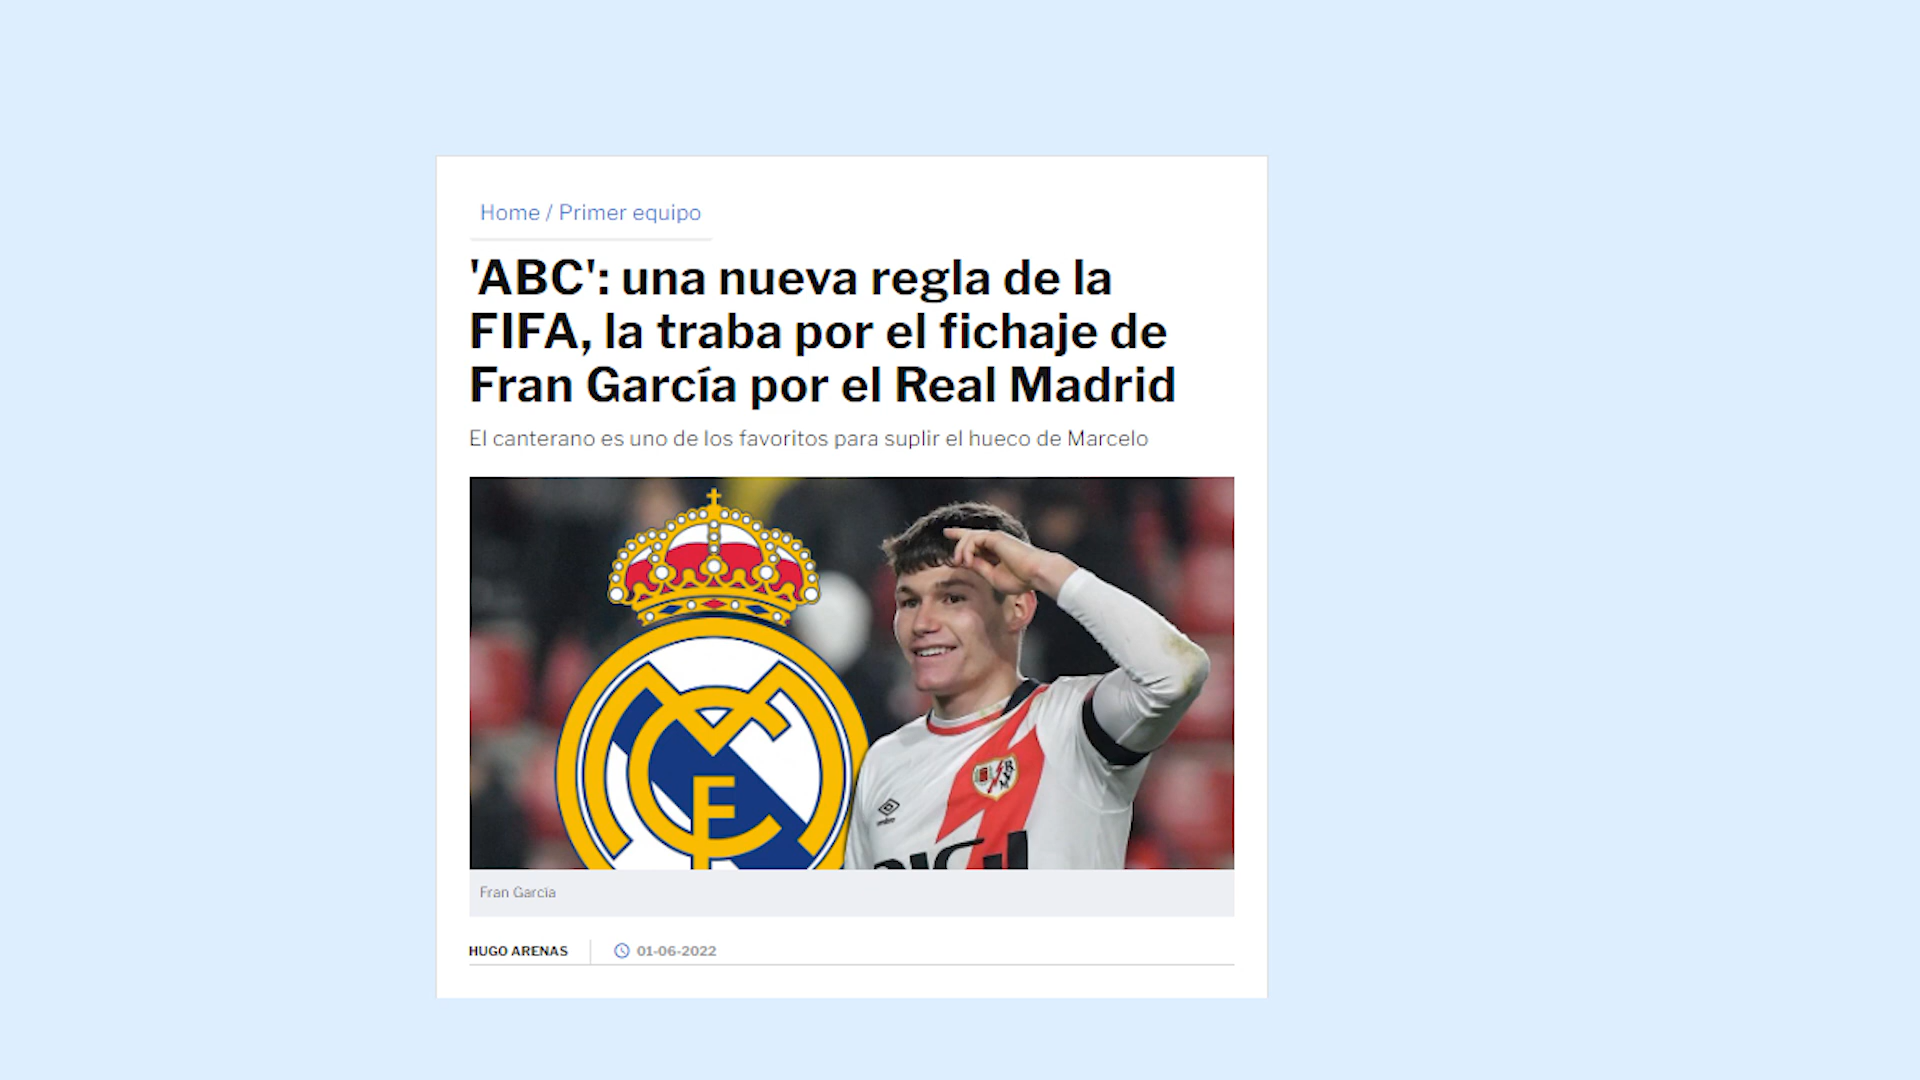 Home / Primer equipo
'ABC': una nueva regla de la
FIFA, la traba por el fichaje de
Fran García por el Real Madrid
El canterano es uno de los favoritos para suplir el hueco de Marcelo
umbro
Fran García
HUGO ARENAS
01-06-2022